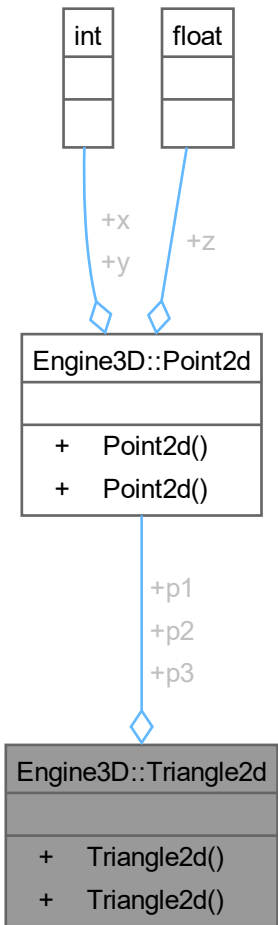 int
float
+x
+y
+z
Engine3D::Point2d
+ Point2d()
+ Point2d()
+p1
+p2
+p3
Engine3D::Triangle2d
+ Triangle2d()
+ Triangle2d()